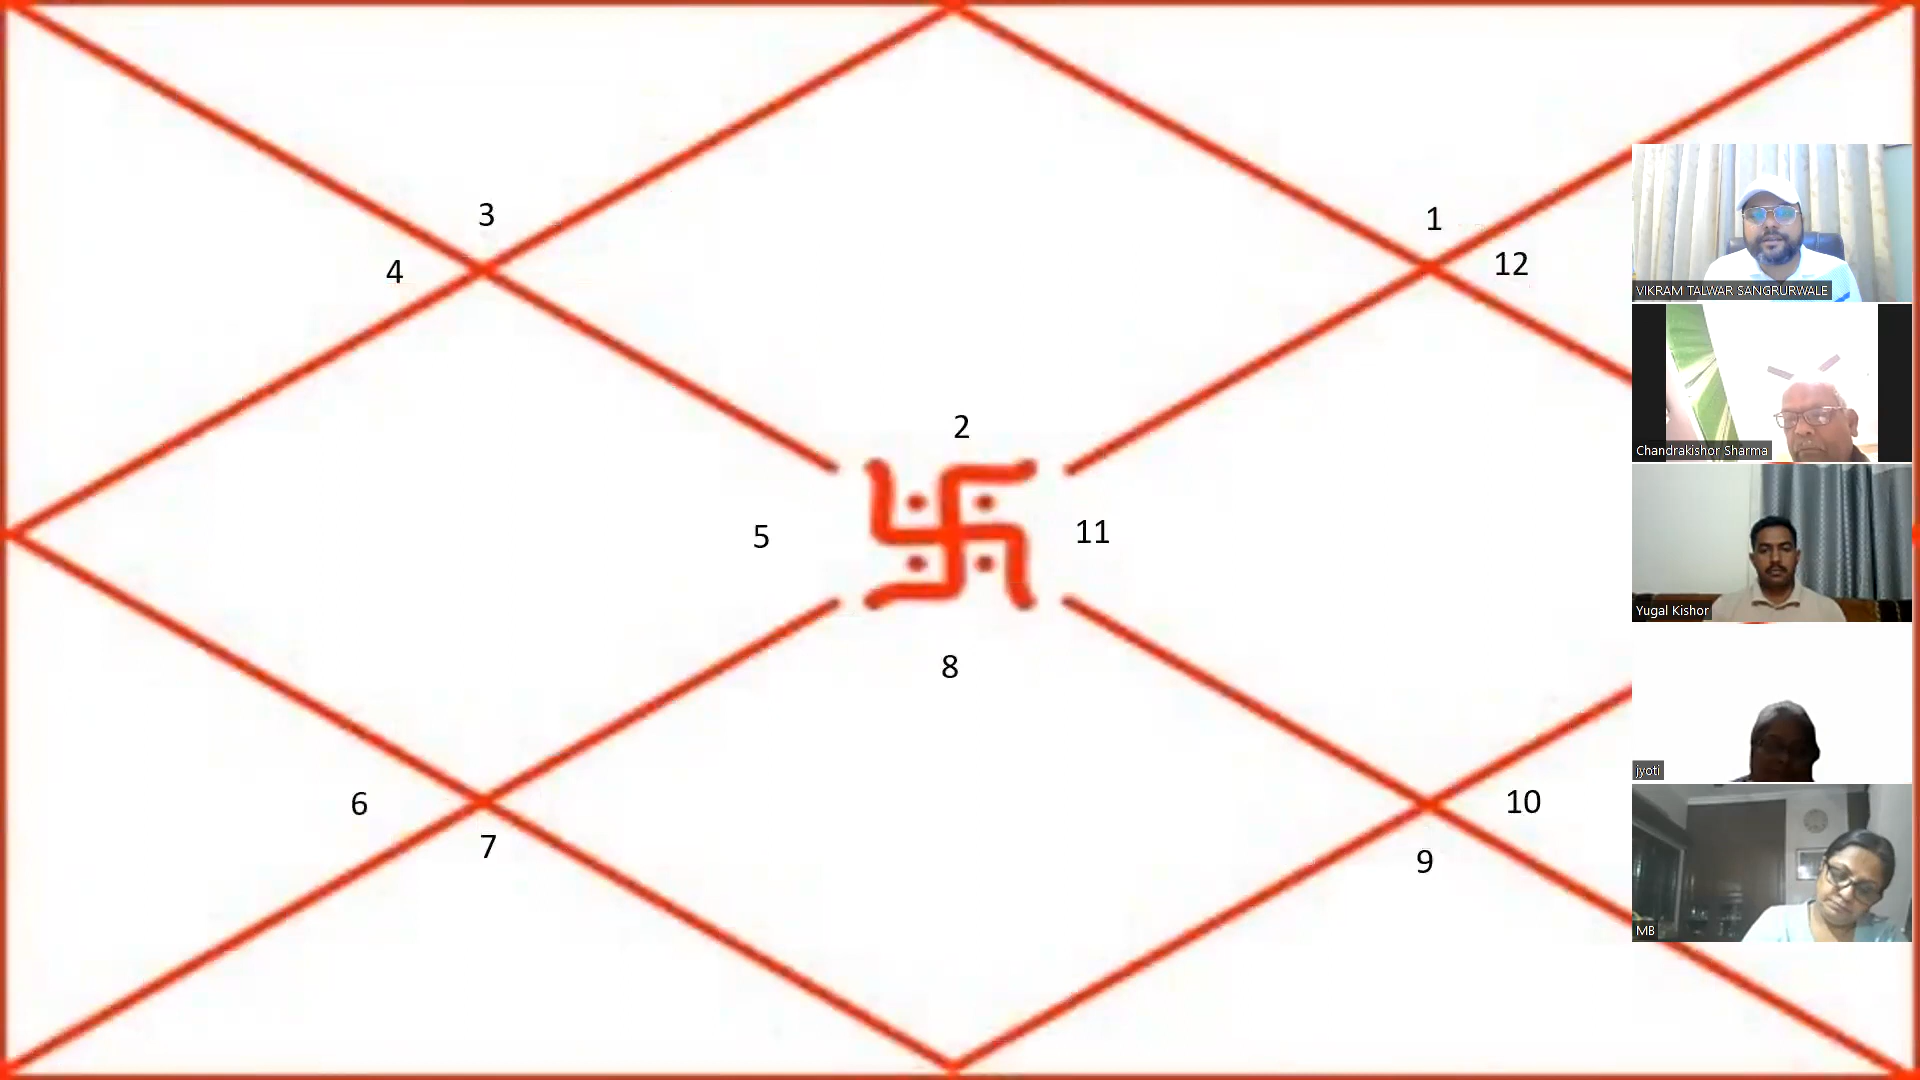 3
1
4
12
2
5
11
8
6
10
7
9
VIKRAM TALWAR SANGRURWALE
Chandrakishor Sharma
Yugal Kishor
jyoti
MB